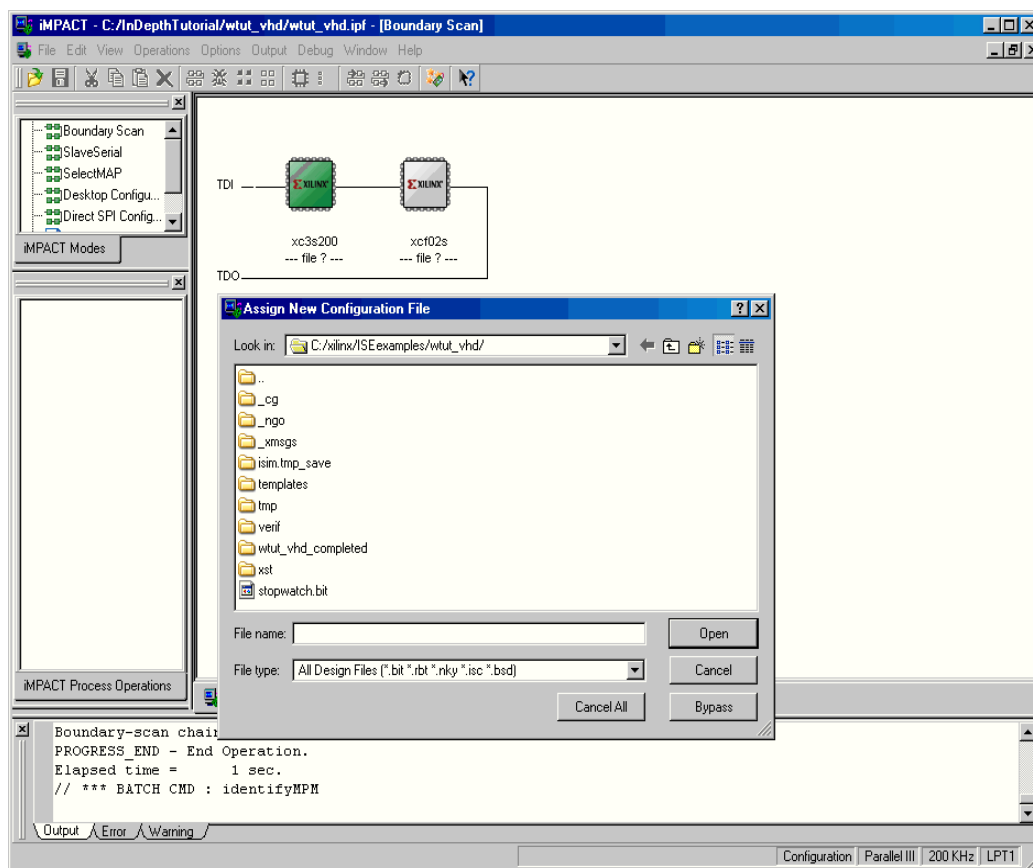 iMPACT - C:/InDepthTutorial/wtut_vhd/wtut_vhd.ipf - [Boundary Scan]
File Edit View Operations Options Output Debug Window Help
Boundary Scan
SlaveSerial
SelectMAP
Desktop Configu...
Direct SPI Config...
iMPACT Modes
TDI
XILINX
XILINX
xc3s200
xcf02s
--- file ? ---
--- file ? ---
TDO
Assign New Configuration File
Look in: C:/xilinx/ISEexamples/wtut_vhd/
..
_cg
_ngo
_xmsgs
isim.tmp_save
templates
tmp
verif
wtut_vhd_completed
xst
stopwatch.bit
File name:
Open
File type: All Design Files (*.bit *.rbt *.nky *.isc *.bsd)
Cancel
Cancel All
Bypass
iMPACT Process Operations
Boundary-scan chain
PROGRESS_END - End Operation.
Elapsed time =      1 sec.
// *** BATCH CMD : identifyMPM
Output Error Warning
Configuration Parallel III 200 KHz LPT1